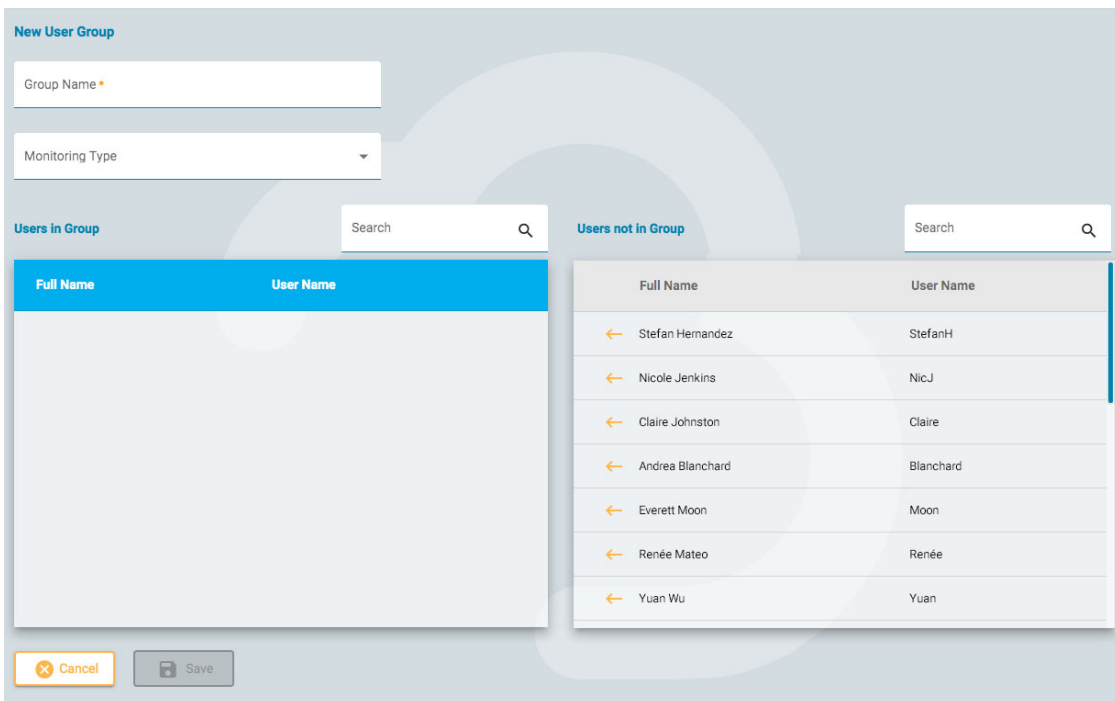 New User Group
Group Name *
Monitoring Type
Users in Group
Search
Users not in Group
Search
Full Name User Name
Full Name User Name
Stefan Hernandez StefanH
Nicole Jenkins NicJ
Claire Johnston Claire
Andrea Blanchard Blanchard
Everett Moon Moon
Renée Mateo Renée
Yuan Wu Yuan
Cancel Save